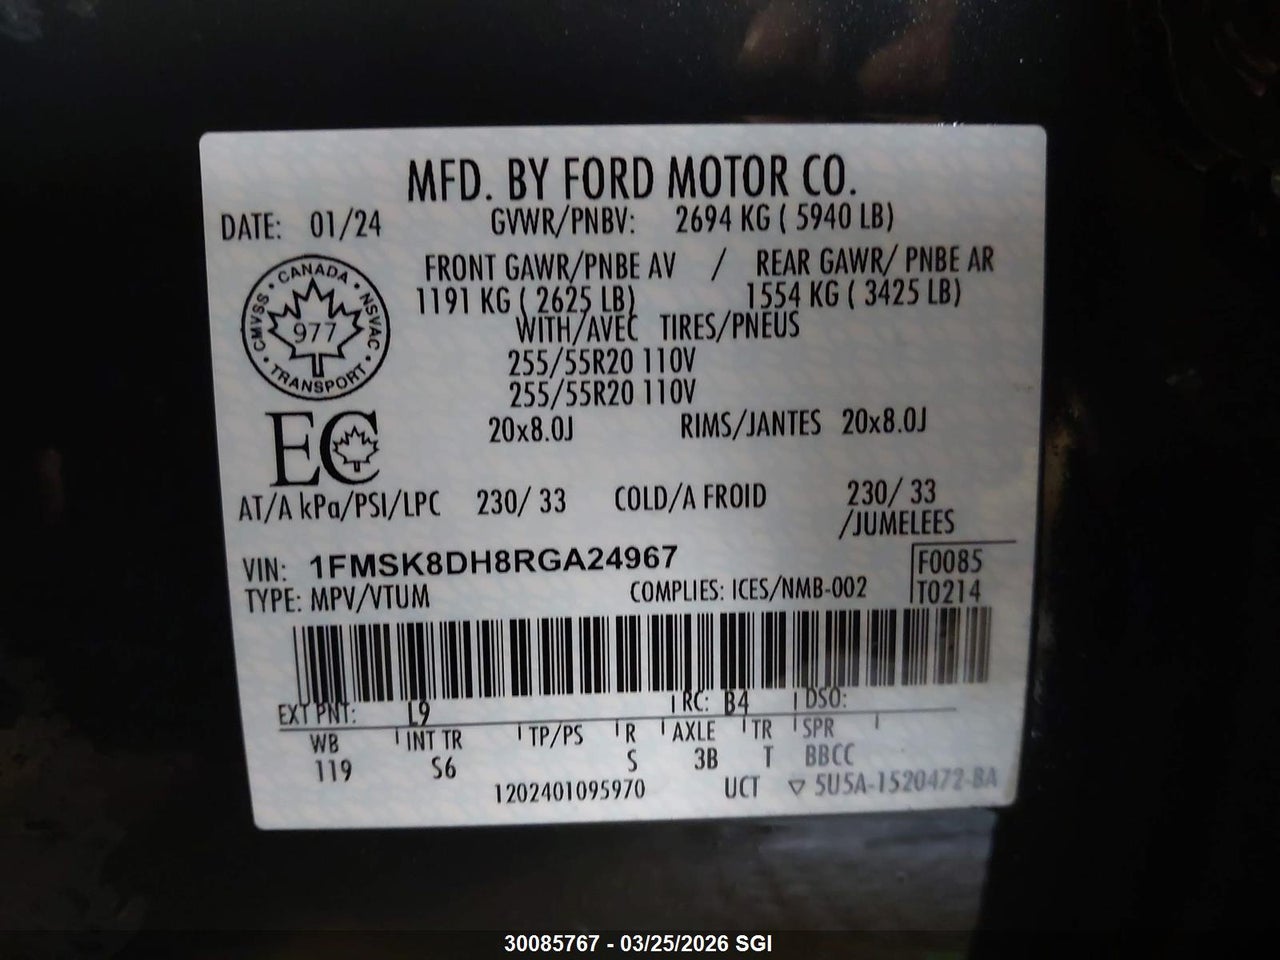 MFD. BY FORD MOTOR CO.
DATE: 01/24 GVWR/PNBV: 2694 KG ( 5940 LB)
FRONT GAWR/PNBE AV / REAR GAWR/ PNBE AR
1191 KG ( 2625 LB) 1554 KG ( 3425 LB)
WITH/AVEC TIRES/PNEUS
255/55R20 110V
255/55R20 110V
20x8.0J RIMS/JANTES 20x8.0J
CANADA • NSVAC • TRANSPORT • CMVSS •
977
EC
AT/A kPa/PSI/LPC 230/ 33 COLD/A FROID 230/ 33
/JUMELEES
VIN: 1FMSK8DH8RGA24967 F0085
TYPE: MPV/VTUM COMPLIES: ICES/NMB-002 T0214
EXT PNT: L9 RC: B4 DSO:
WB INT TR TP/PS R AXLE TR SPR
119 S6 S 3B T BBCC
1202401095970 UCT ▽ 5U5A-1520472-BA
30085767 - 03/25/2026 SGI